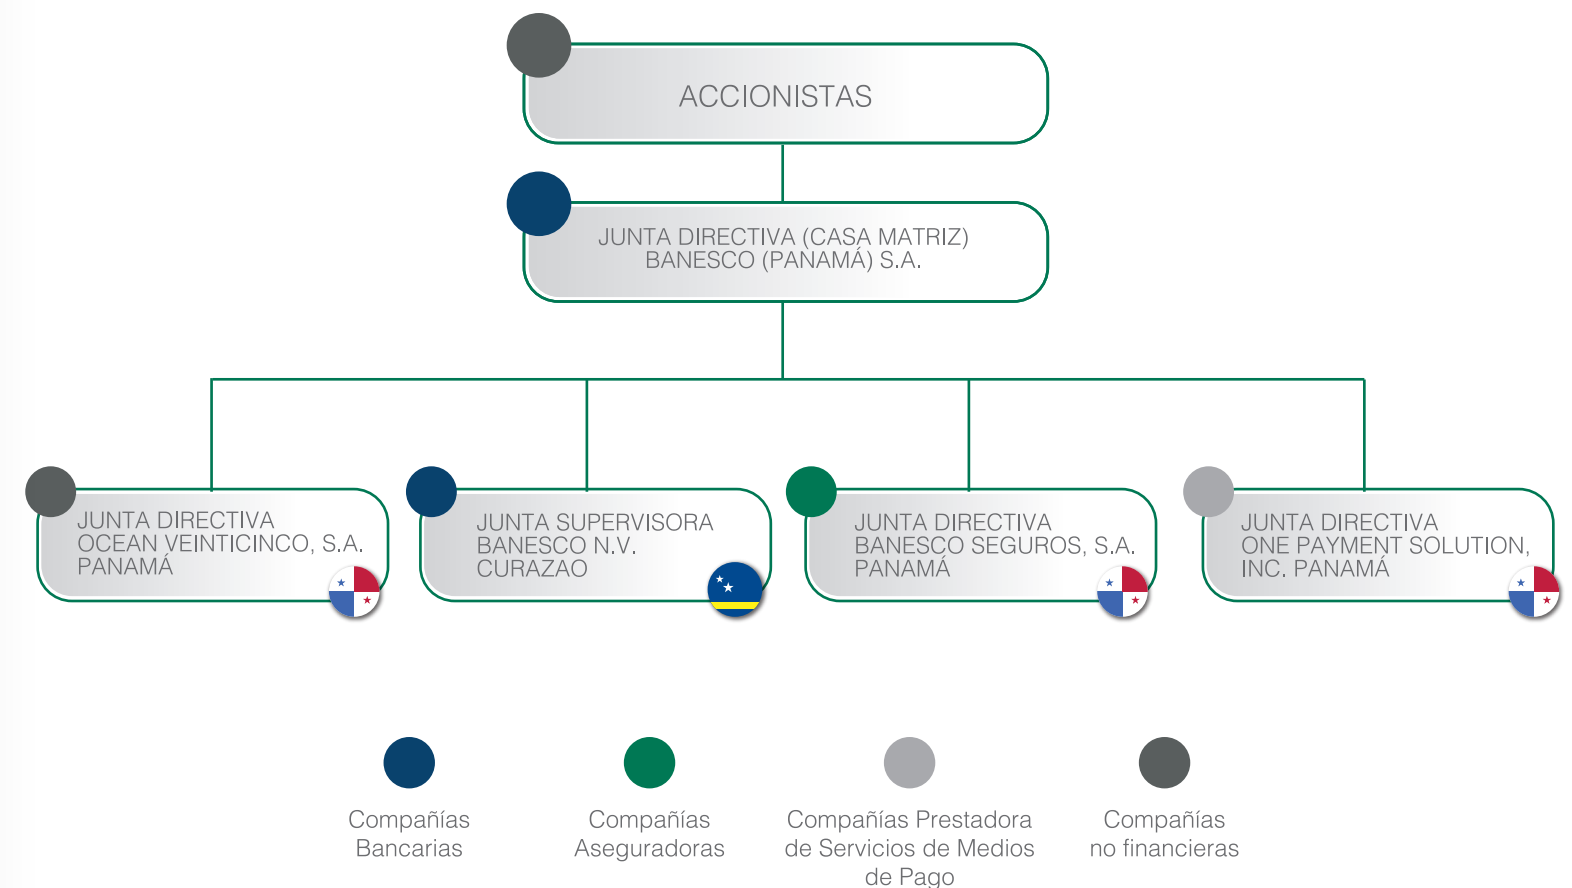 ACCIONISTAS
JUNTA DIRECTIVA (CASA MATRIZ)
BANESCO (PANAMÁ) S.A.
JUNTA DIRECTIVA
OCEAN VEINTICINCO, S.A.
PANAMÁ
JUNTA SUPERVISORA
BANESCO N.V.
CURAZAO
JUNTA DIRECTIVA
BANESCO SEGUROS, S.A.
PANAMÁ
JUNTA DIRECTIVA
ONE PAYMENT SOLUTION,
INC. PANAMÁ
Compañías
Bancarias
Compañías
Aseguradoras
Compañías Prestadora
de Servicios de Medios
de Pago
Compañías
no financieras